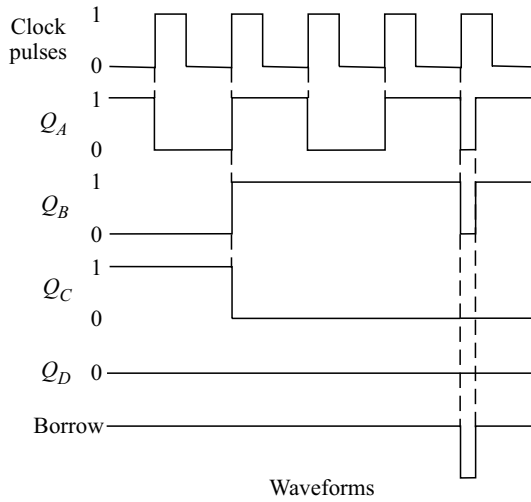 1
Clock
pulses
0
1
Q_A
0
1
Q_B
0
1
Q_C
0
Q_D 0
Borrow
Waveforms